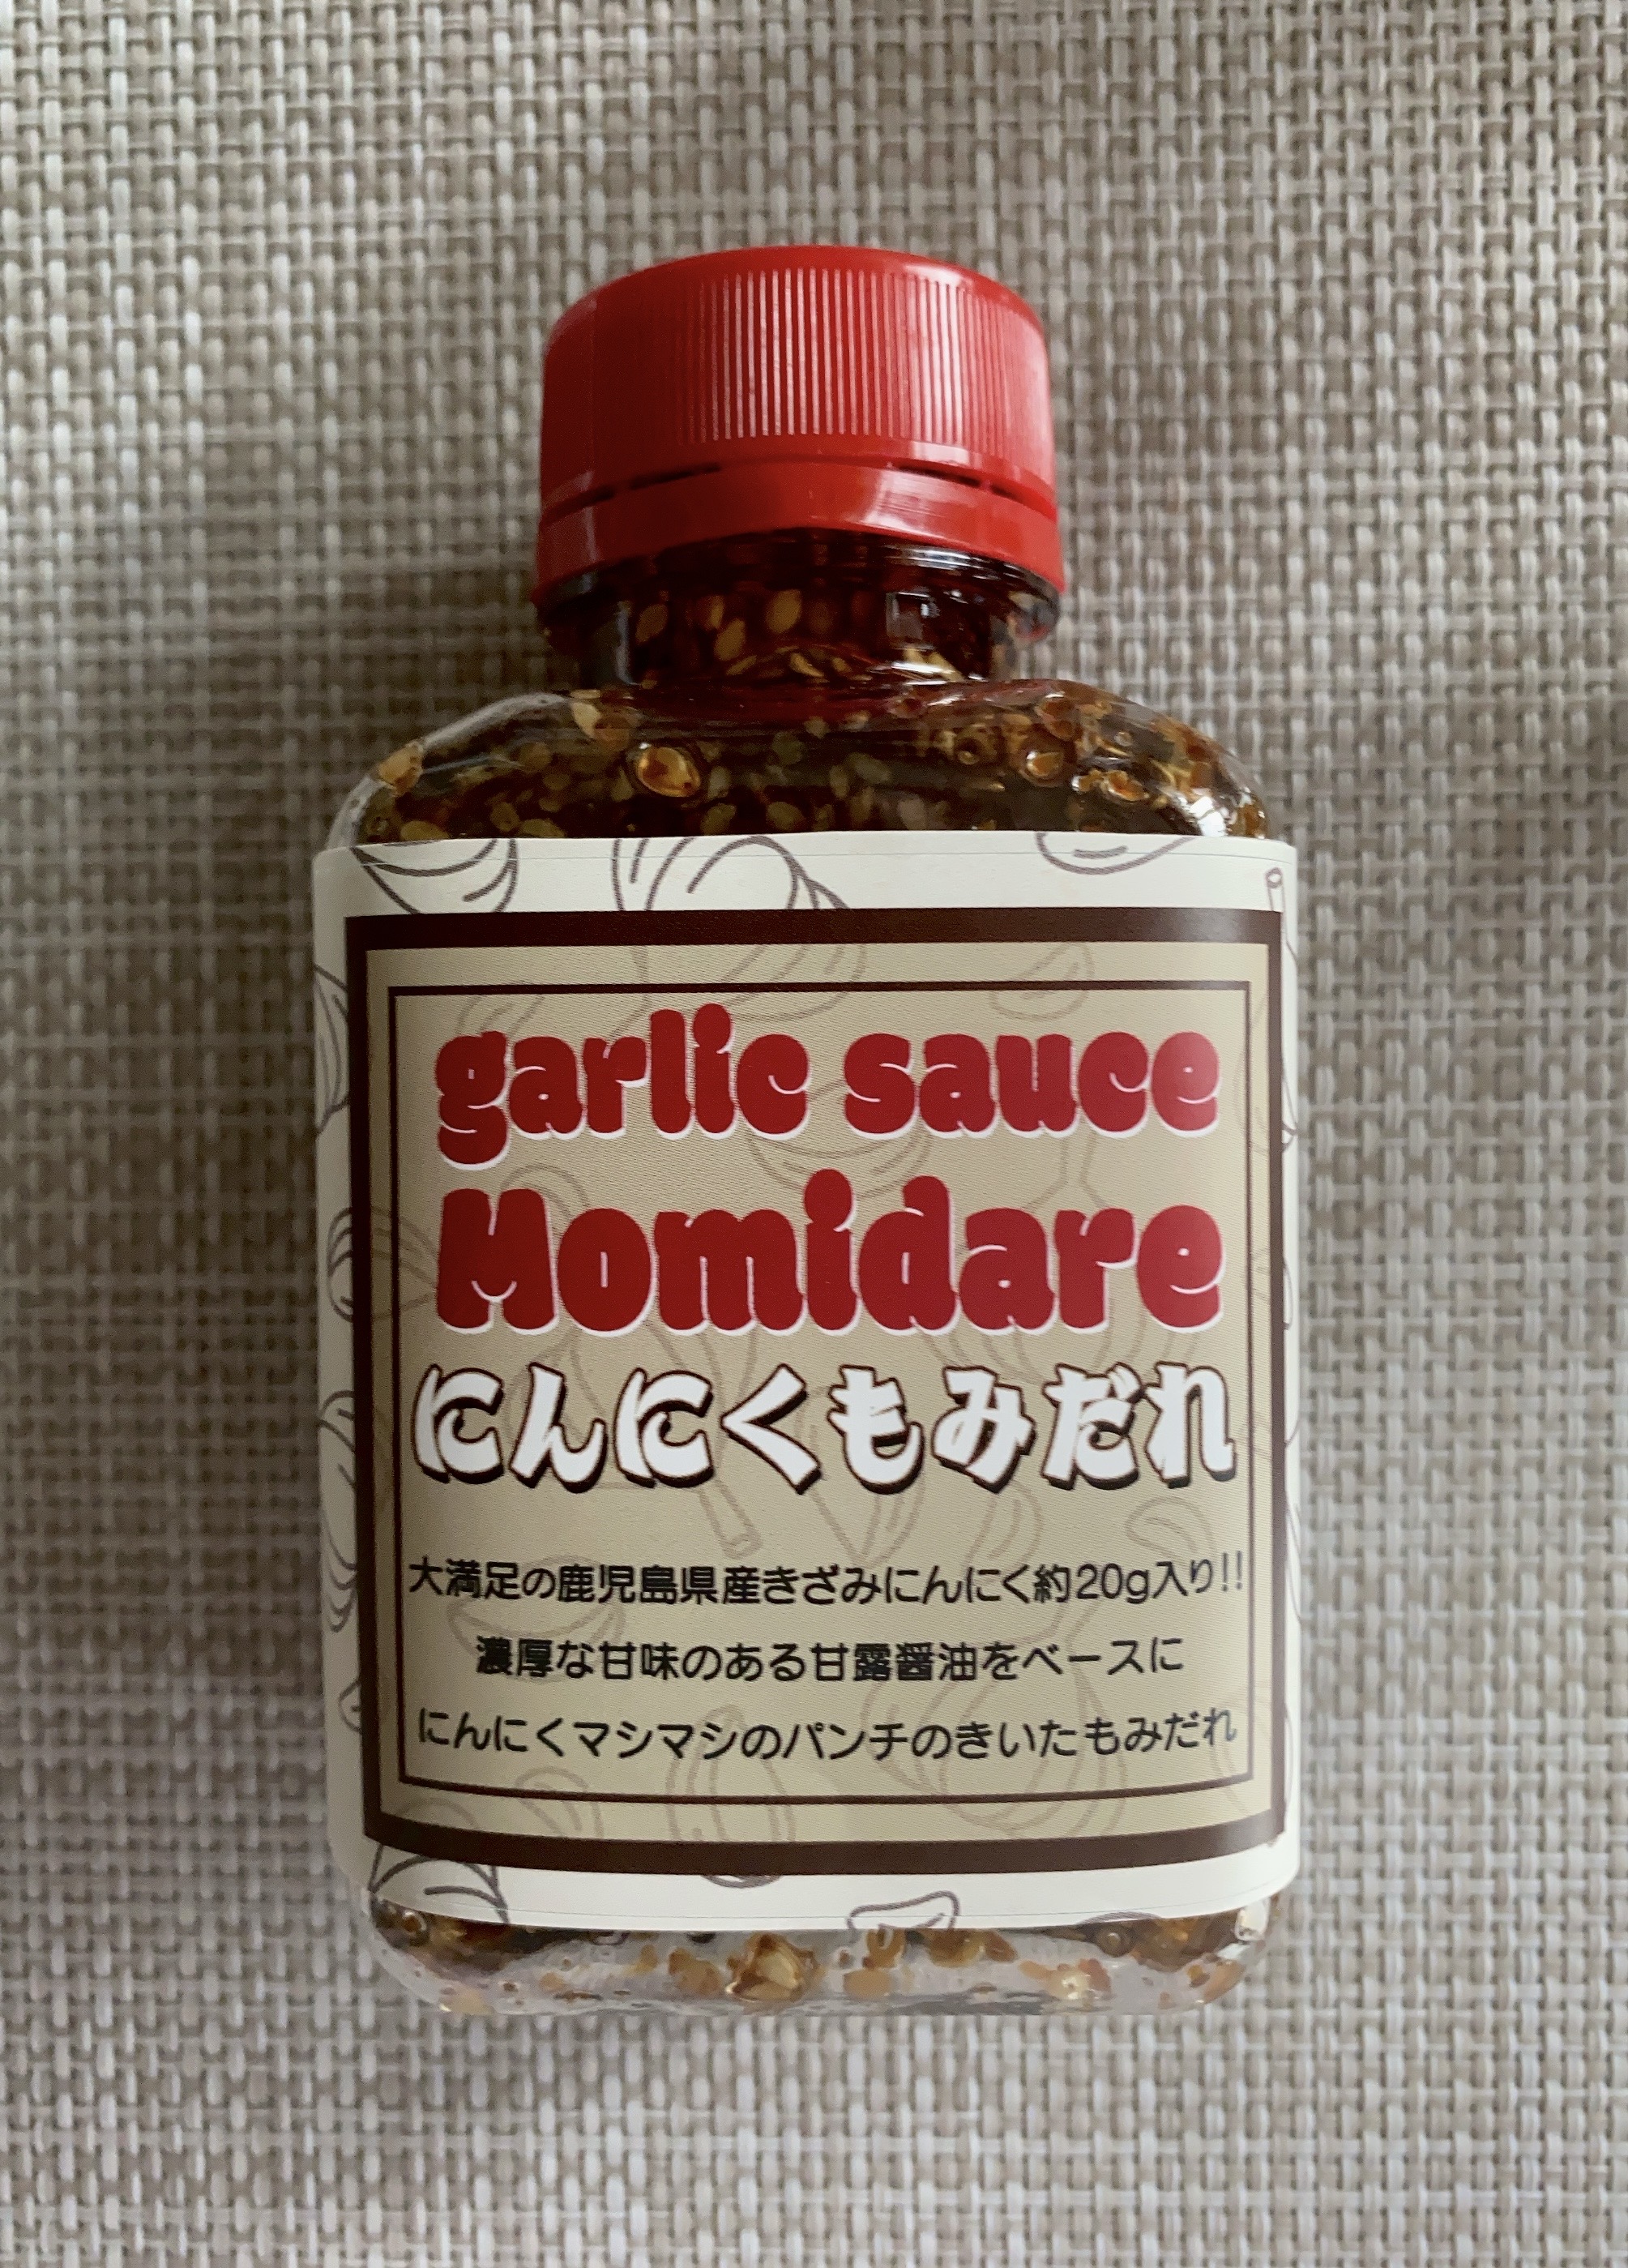 garlic sauce
Momidare
にんにくもみだれ
大満足の鹿児島県産きざみにんにく約20g入り!!
濃厚な甘味のある甘露醤油をベースに
にんにくマシマシのパンチのきいたもみだれ